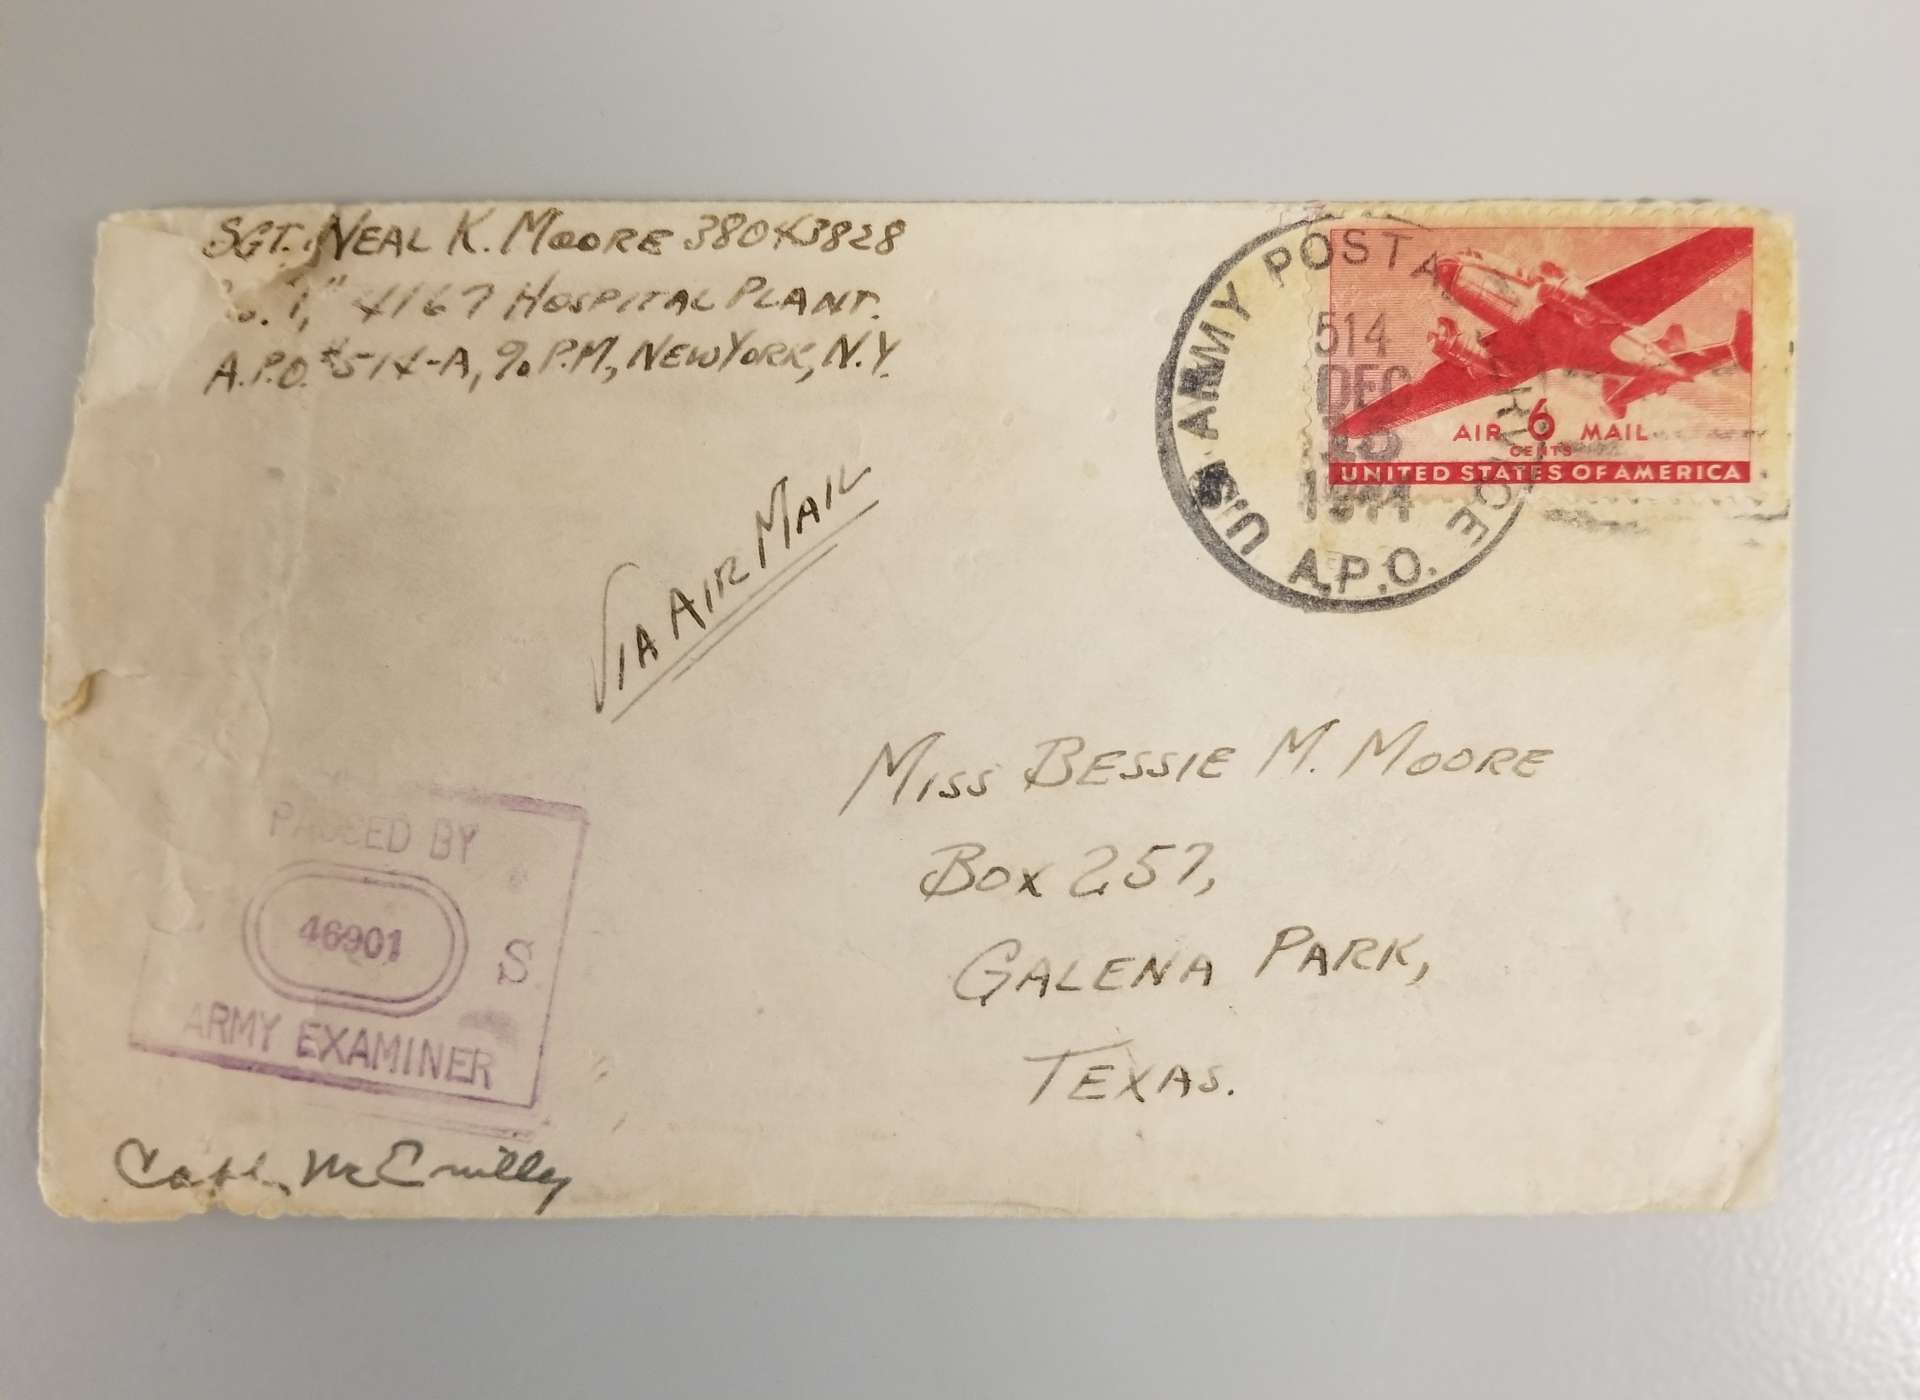 SGT. NEAL K. MOORE 38043828
4167 HOSPITAL PLANT.
A.P.O. #514-A, % P.M., NEW YORK, N.Y.
U.S. ARMY POSTAL SERVICE
514
DEC
1944
A.P.O.
AIR 6 MAIL
CENTS
UNITED STATES OF AMERICA
VIA AIR MAIL
MISS BESSIE M. MOORE
BOX 257,
GALENA PARK,
TEXAS.
PASSED BY
46901 S
ARMY EXAMINER
Capt.